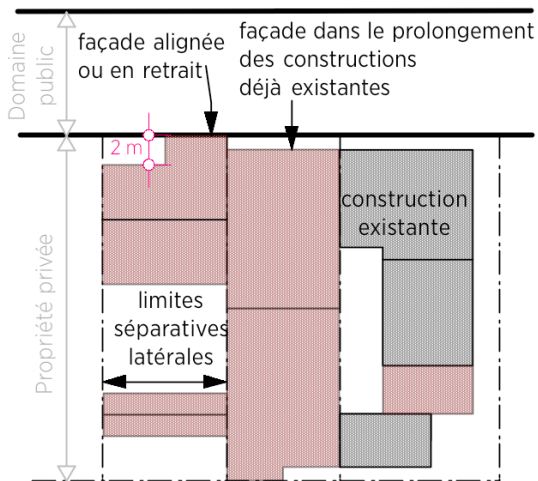 façade alignée
ou en retrait
façade dans le prolongement
des constructions
déjà existantes
Domaine
public
2 m
construction
existante
limites
séparatives
latérales
Propriété privée